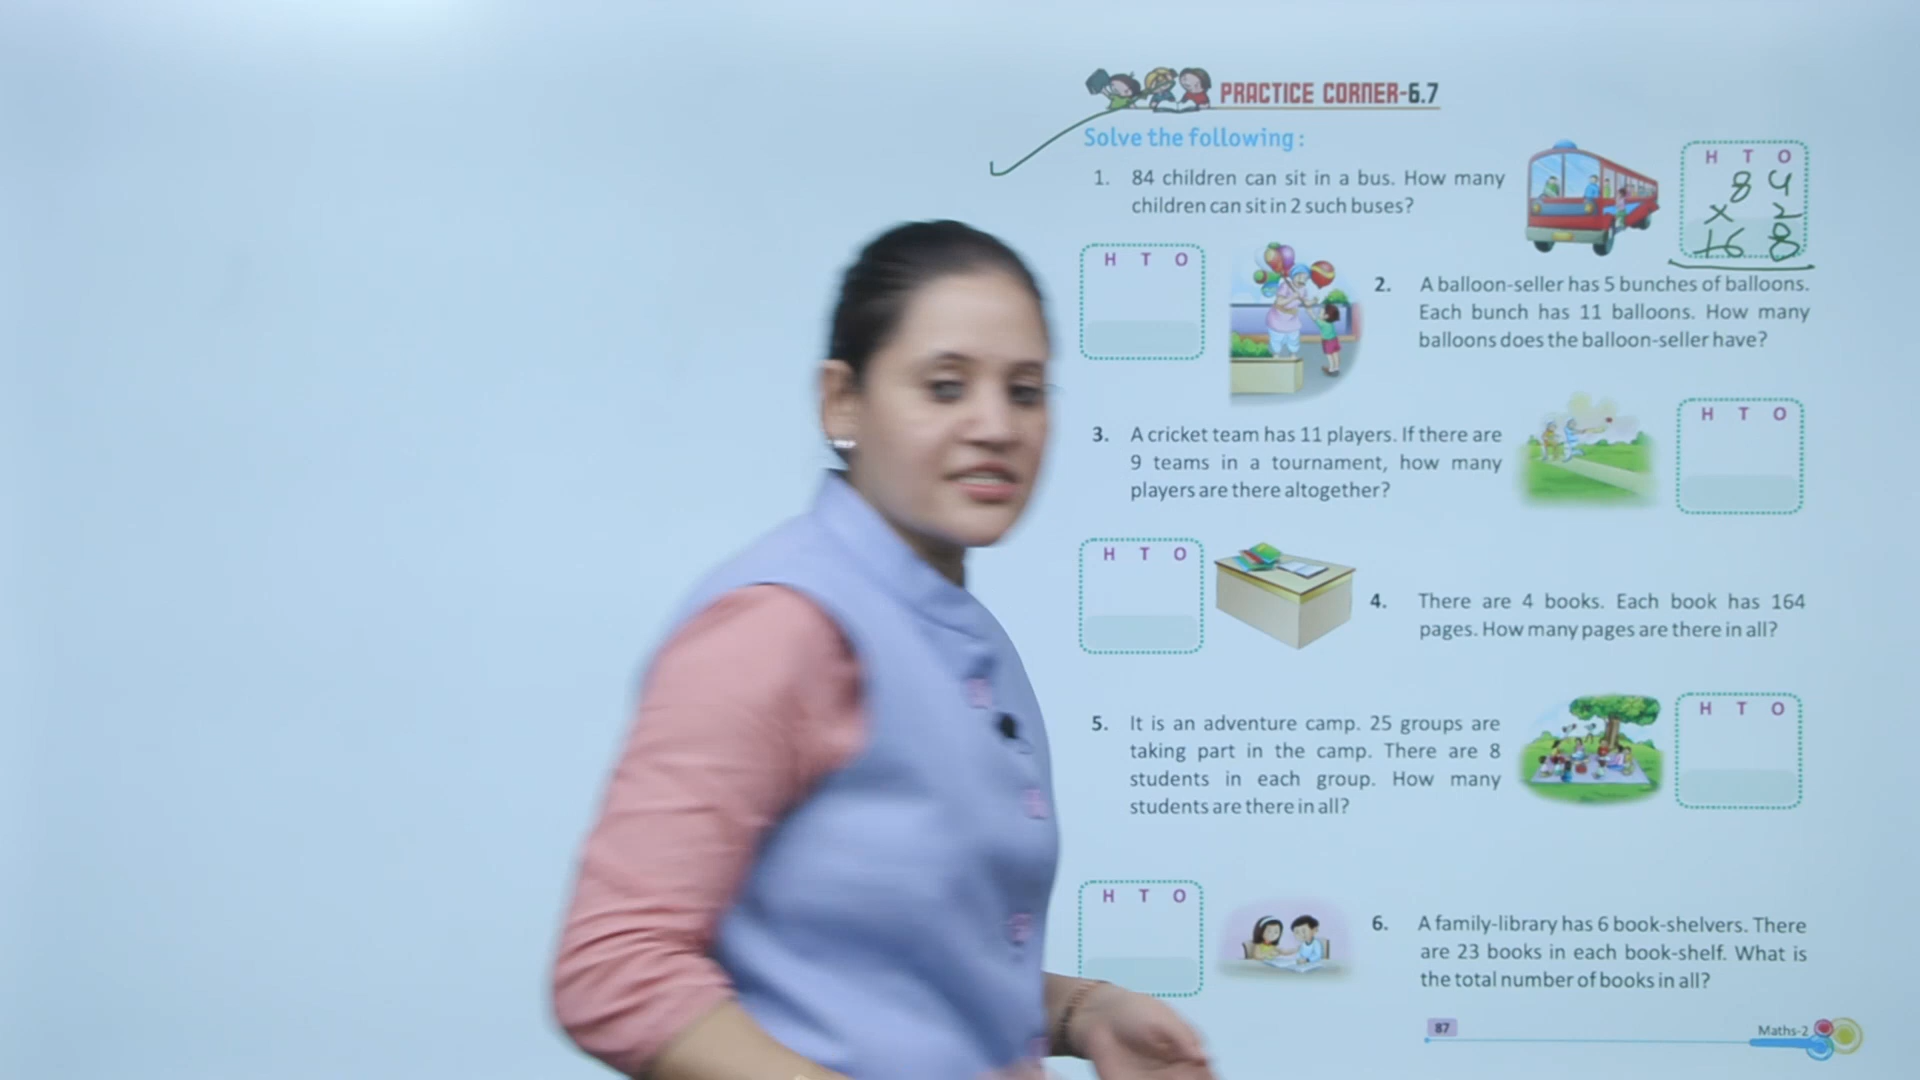 PRACTICE CORNER-6.7
Solve the following :
1. 84 children can sit in a bus. How many
children can sit in 2 such buses?
H T O
8 4
× 2
16 8
H T O
2. A balloon-seller has 5 bunches of balloons.
Each bunch has 11 balloons. How many
balloons does the balloon-seller have?
3. A cricket team has 11 players. If there are
9 teams in a tournament, how many
players are there altogether?
H T O
H T O
4. There are 4 books. Each book has 164
pages. How many pages are there in all?
5. It is an adventure camp. 25 groups are
taking part in the camp. There are 8
students in each group. How many
students are there in all?
H T O
H T O
6. A family-library has 6 book-shelvers. There
are 23 books in each book-shelf. What is
the total number of books in all?
87
Maths-2